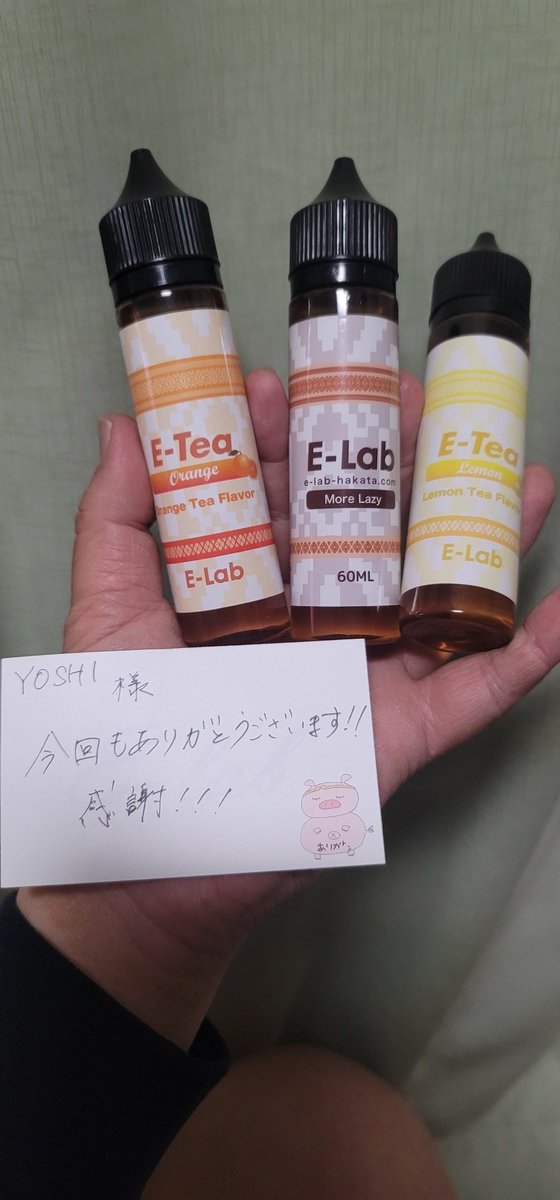 E-Tea
Orange
Orange Tea Flavor
E-Lab
E-Lab
e-lab-hakata.com
More Lazy
60ML
E-Tea
Lemon
Lemon Tea Flavor
E-Lab
YOSHI 様
今回もありがとうございます!!
感謝!!!
ありがト